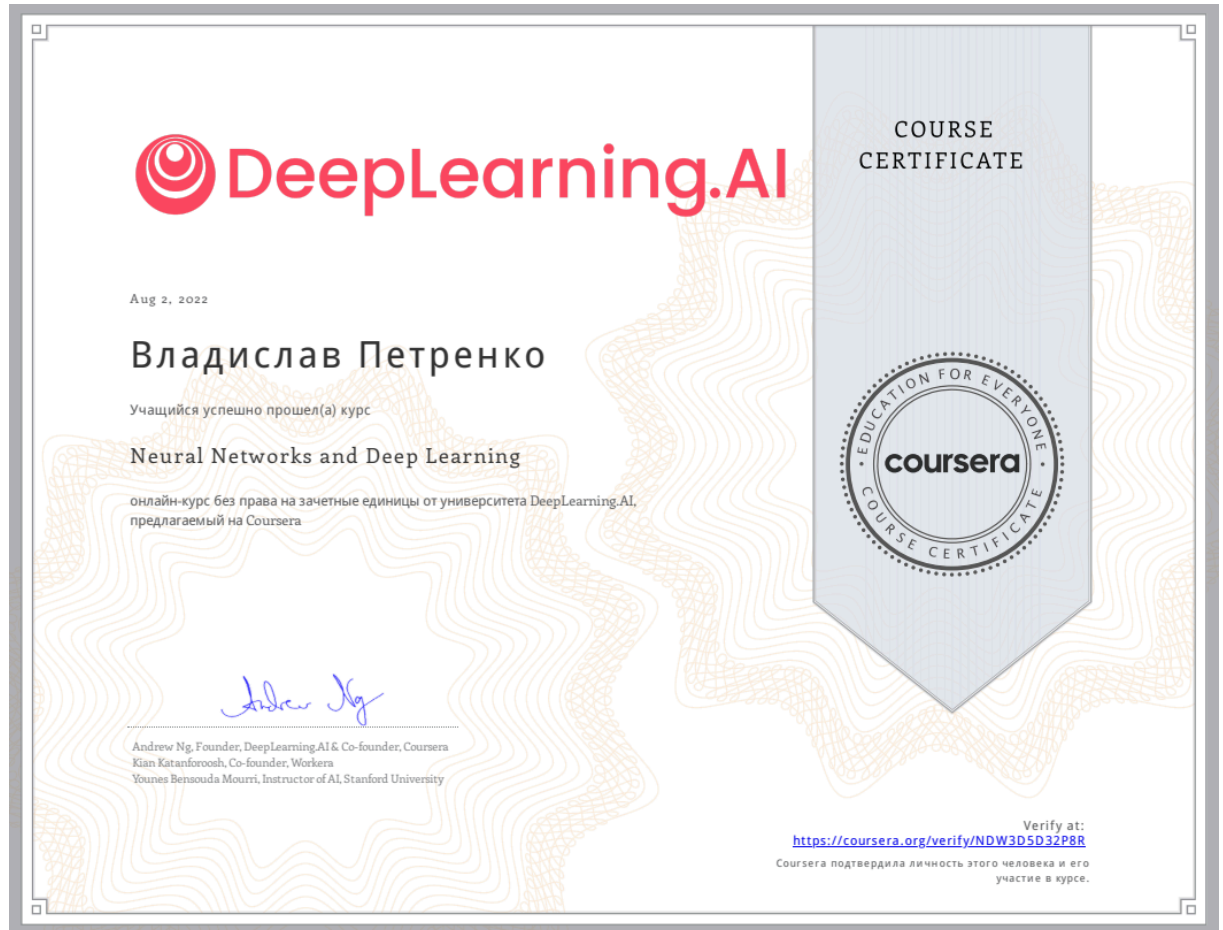 DeepLearning.AI
COURSE
CERTIFICATE
Aug 2, 2022
Владислав Петренко
Учащийся успешно прошел(а) курс
Neural Networks and Deep Learning
онлайн-курс без права на зачетные единицы от университета DeepLearning.AI,
предлагаемый на Coursera
EDUCATION FOR EVERYONE
coursera
COURSE CERTIFICATE
Andrew Ng
Andrew Ng, Founder, DeepLearning.AI & Co-founder, Coursera
Kian Katanforoosh, Co-founder, Workera
Younes Bensouda Mourri, Instructor of AI, Stanford University
Verify at:
https://coursera.org/verify/NDW3D5D32P8R
Coursera подтвердила личность этого человека и его
участие в курсе.